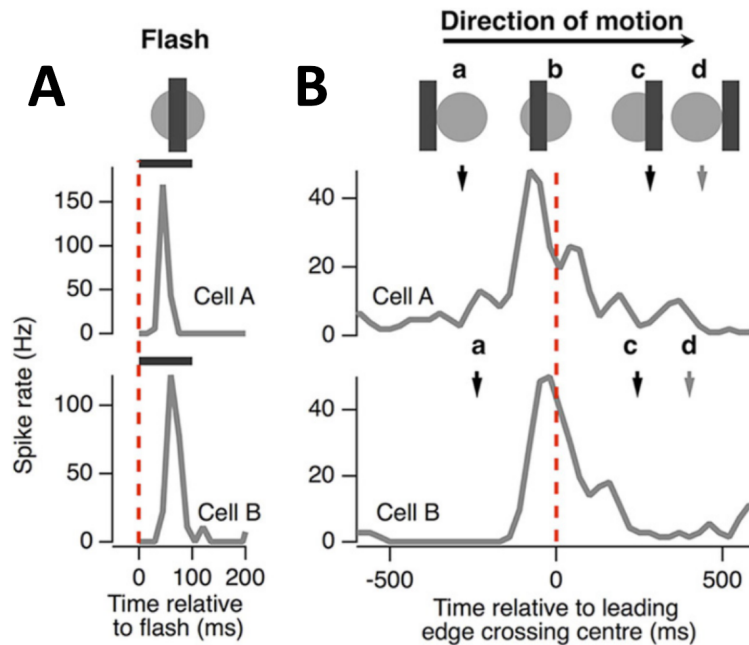 A
Flash
B
Direction of motion
a b c d
Spike rate (Hz)
150
100
50
0
Cell A
40
20
0
Cell A
100
50
0
Cell B
a c d
40
20
0
Cell B
0 100 200
Time relative
to flash (ms)
-500 0 500
Time relative to leading
edge crossing centre (ms)